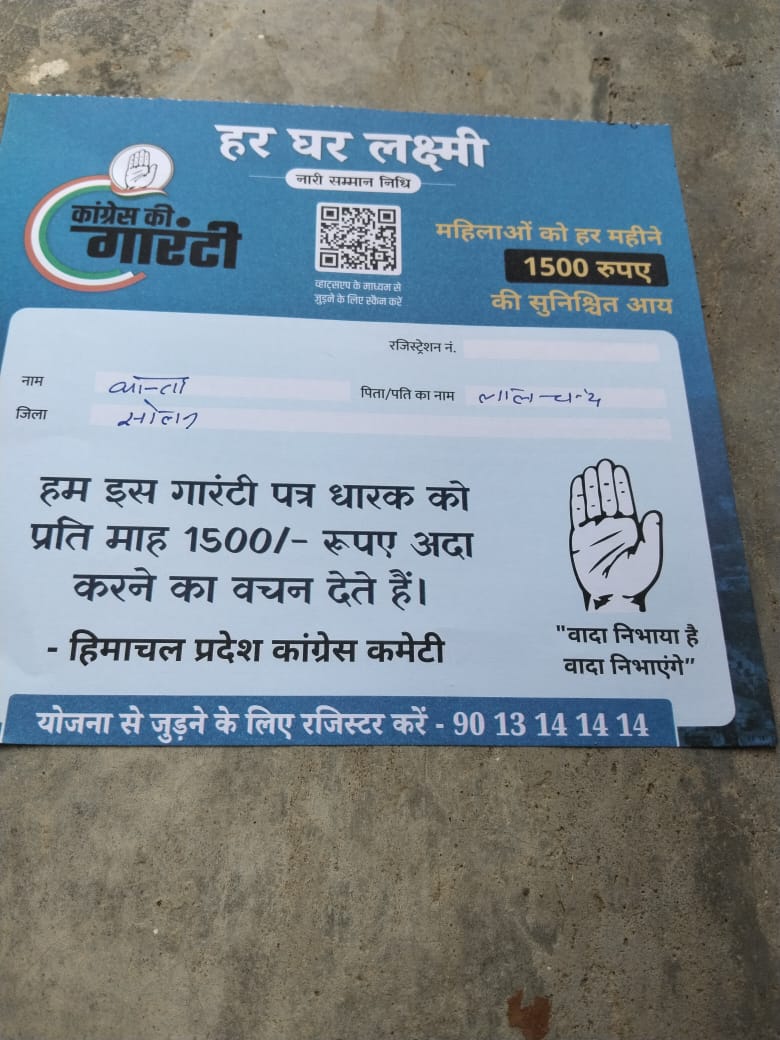 हर घर लक्ष्मी
नारी सम्मान निधि
कांग्रेस की
गारंटी
व्हाट्सएप के माध्यम से
जुड़ने के लिए स्कैन करें
महिलाओं को हर महीने
1500 रुपए
की सुनिश्चित आय
रजिस्ट्रेशन नं.
नाम कान्ता पिता/पति का नाम लाल चन्द
जिला सोलन
हम इस गारंटी पत्र धारक को
प्रति माह 1500/- रूपए अदा
करने का वचन देते हैं।
- हिमाचल प्रदेश कांग्रेस कमेटी
"वादा निभाया है
वादा निभाएंगे"
योजना से जुड़ने के लिए रजिस्टर करें - 90 13 14 14 14